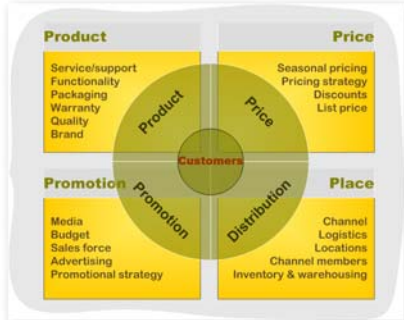 Product
Service/support
Functionality
Packaging
Warranty
Quality
Brand
Price
Seasonal pricing
Pricing strategy
Discounts
List price
Product
Price
Customers
Promotion
Distribution
Promotion
Media
Budget
Sales force
Advertising
Promotional strategy
Place
Channel
Logistics
Locations
Channel members
Inventory & warehousing